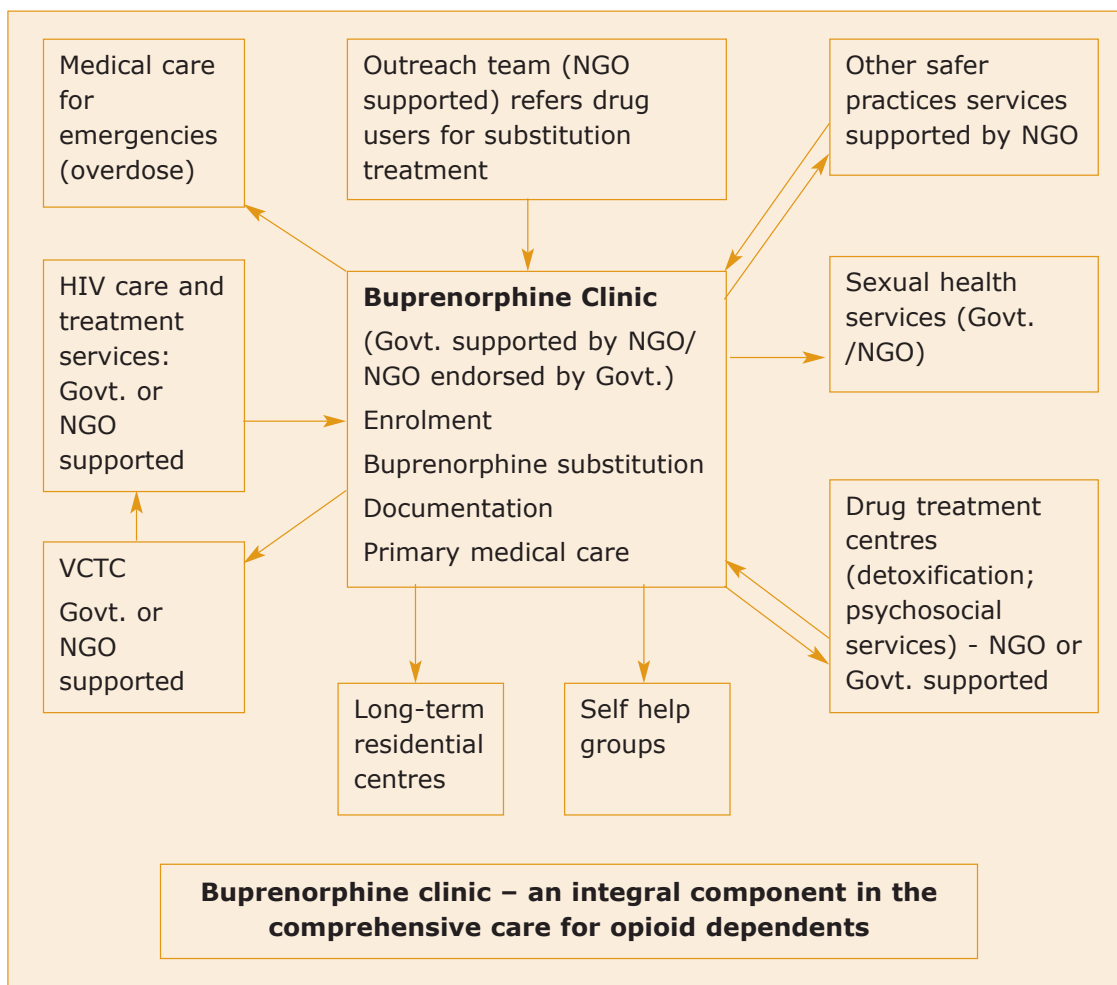 Medical care
for
emergencies
(overdose)
Outreach team (NGO
supported) refers drug
users for substitution
treatment
Other safer
practices services
supported by NGO
HIV care and
treatment
services:
Govt. or
NGO
supported
Buprenorphine Clinic
(Govt. supported by NGO/
NGO endorsed by Govt.)
Enrolment
Buprenorphine substitution
Documentation
Primary medical care
Sexual health
services (Govt.
/NGO)
VCTC
Govt. or
NGO
supported
Drug treatment
centres
(detoxification;
psychosocial
services) - NGO or
Govt. supported
Long-term
residential
centres
Self help
groups
Buprenorphine clinic – an integral component in the
comprehensive care for opioid dependents